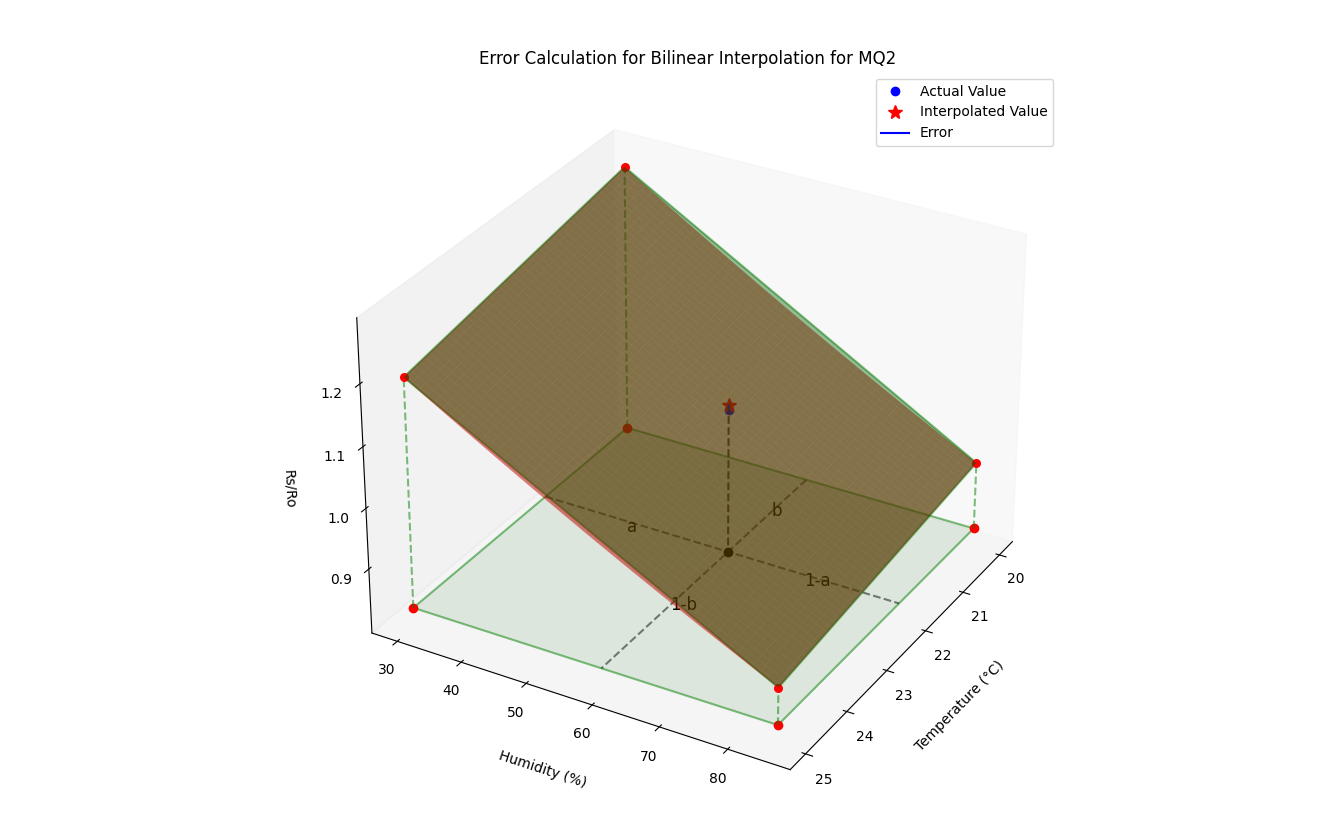 Error Calculation for Bilinear Interpolation for MQ2
Actual Value
Interpolated Value
Error
1.2
1.1
1.0
0.9
Rs/Ro
a
b
1-a
1-b
30
40
50
60
70
80
Humidity (%)
20
21
22
23
24
25
Temperature (°C)